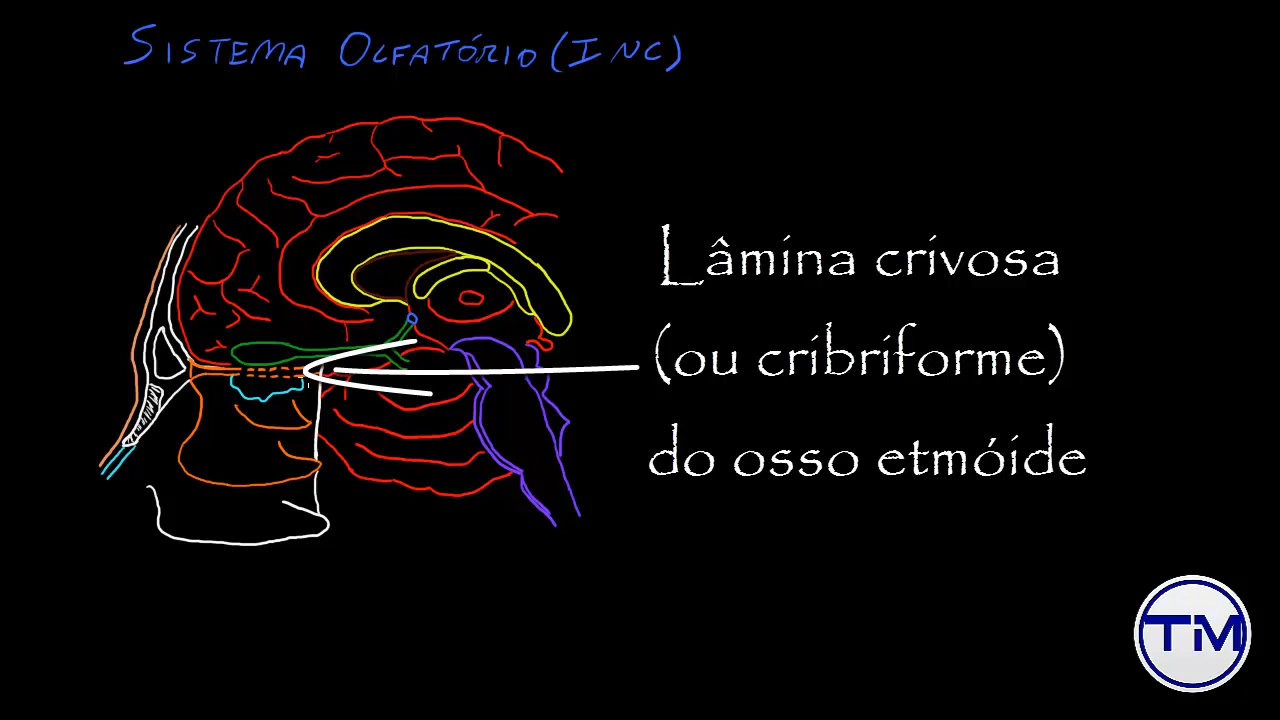 SISTEMA OLFATÓRIO (I NC)
Lâmina crivosa
(ou cribriforme)
do osso etmóide
TM